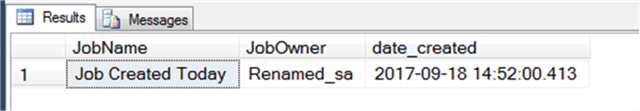 Results Messages
JobName JobOwner date_created
1 Job Created Today Renamed_sa 2017-09-18 14:52:00.413